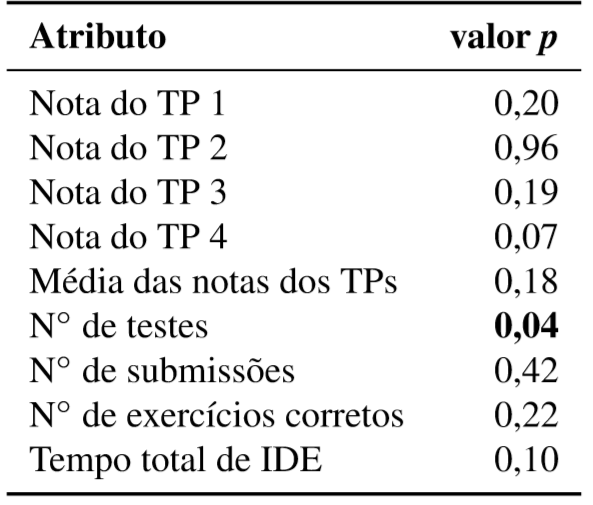 Atributo valor p
Nota do TP 1 0,20
Nota do TP 2 0,96
Nota do TP 3 0,19
Nota do TP 4 0,07
Média das notas dos TPs 0,18
N° de testes 0,04
N° de submissões 0,42
N° de exercícios corretos 0,22
Tempo total de IDE 0,10